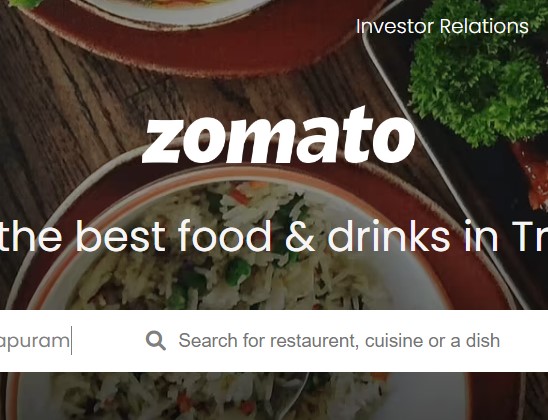 Investor Relations
zomato
the best food & drinks in Tr
apuram
Search for restaurent, cuisine or a dish